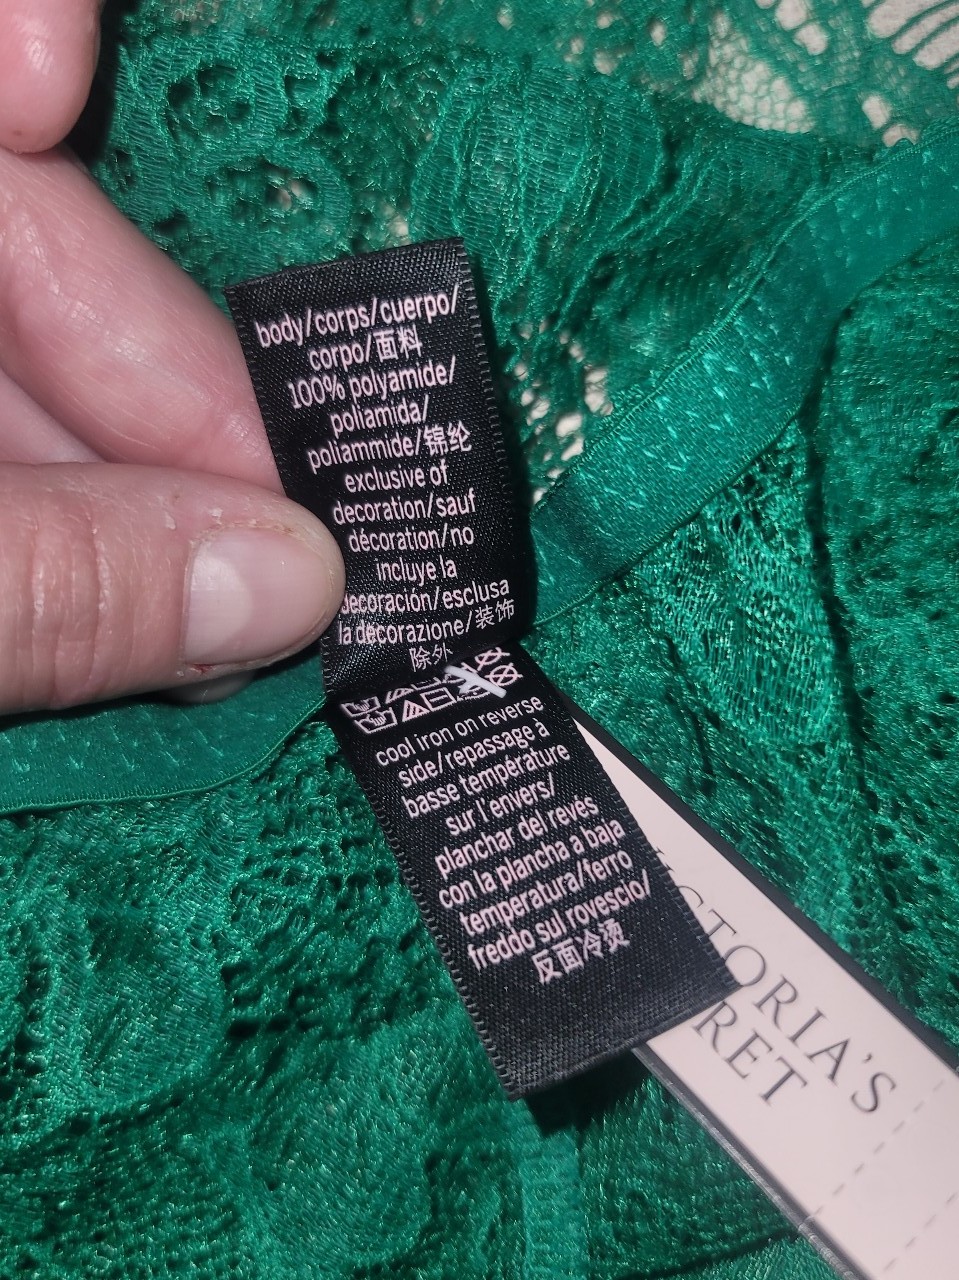 body/corps/cuerpo/
corpo/面料
100% polyamide/
poliamida/
poliammide/锦纶
exclusive of
decoration/sauf
décoration/no
incluye la
decoración/esclusa
la decorazione/装饰
除外
cool iron on reverse
side/repassage à
basse température
sur l'envers/
planchar del revés
con la plancha a baja
temperatura/ferro
freddo sul rovescio/
反面冷烫
CTORIA'S
RET